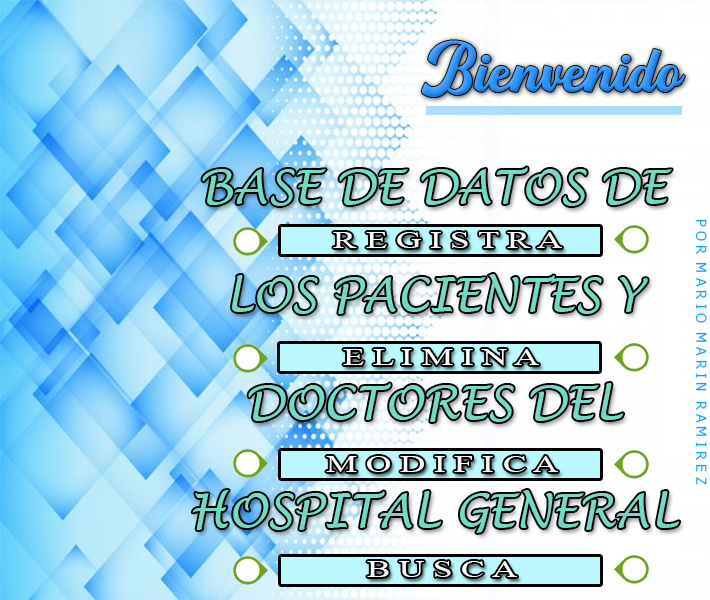 Bienvenido
BASE DE DATOS DE
REGISTRA
LOS PACIENTES Y
ELIMINA
DOCTORES DEL
MODIFICA
HOSPITAL GENERAL
BUSCA
POR MARIO MARIN RAMIREZ